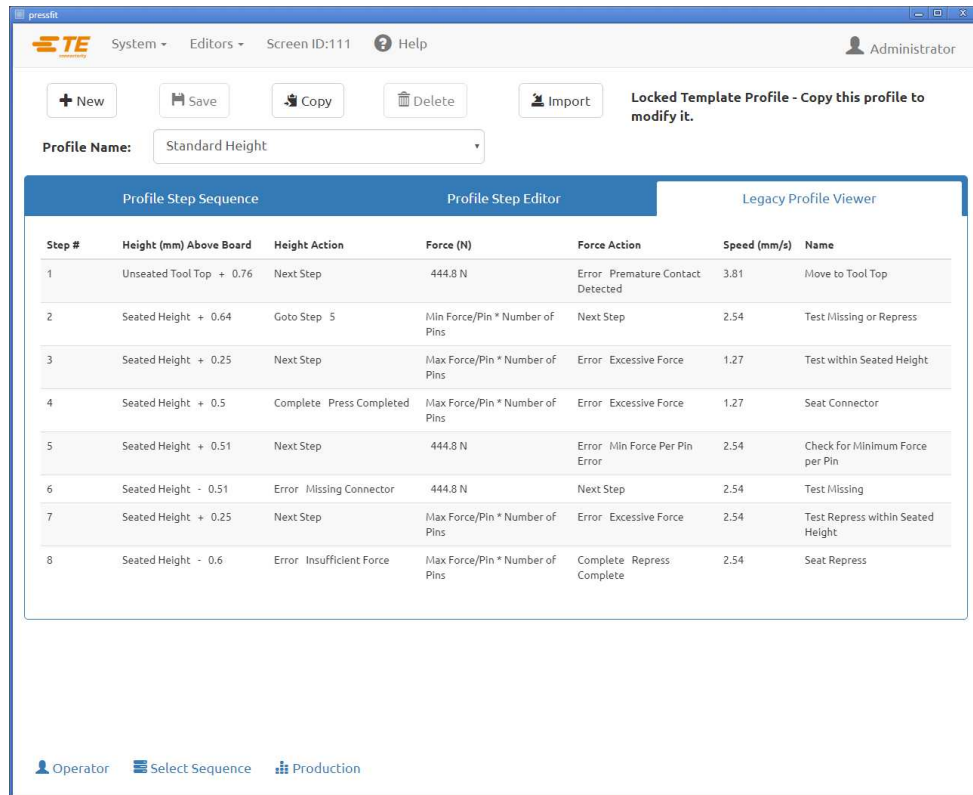 pressfit
TE connectivity System Editors Screen ID:111 Help Administrator
New Save Copy Delete Import Locked Template Profile - Copy this profile to
modify it.
Profile Name: Standard Height
Profile Step Sequence Profile Step Editor Legacy Profile Viewer
Step # Height (mm) Above Board Height Action Force (N) Force Action Speed (mm/s) Name
1 Unseated Tool Top + 0.76 Next Step 444.8 N Error Premature Contact 3.81 Move to Tool Top
Detected
2 Seated Height + 0.64 Goto Step 5 Min Force/Pin * Number of Next Step 2.54 Test Missing or Repress
Pins
3 Seated Height + 0.25 Next Step Max Force/Pin * Number of Error Excessive Force 1.27 Test within Seated Height
Pins
4 Seated Height + 0.5 Complete Press Completed Max Force/Pin * Number of Error Excessive Force 1.27 Seat Connector
Pins
5 Seated Height + 0.51 Next Step 444.8 N Error Min Force Per Pin 2.54 Check for Minimum Force
Error per Pin
6 Seated Height - 0.51 Error Missing Connector 444.8 N Next Step 2.54 Test Missing
7 Seated Height + 0.25 Next Step Max Force/Pin * Number of Error Excessive Force 2.54 Test Repress within Seated
Pins Height
8 Seated Height - 0.6 Error Insufficient Force Max Force/Pin * Number of Complete Repress 2.54 Seat Repress
Pins Complete
Operator Select Sequence Production